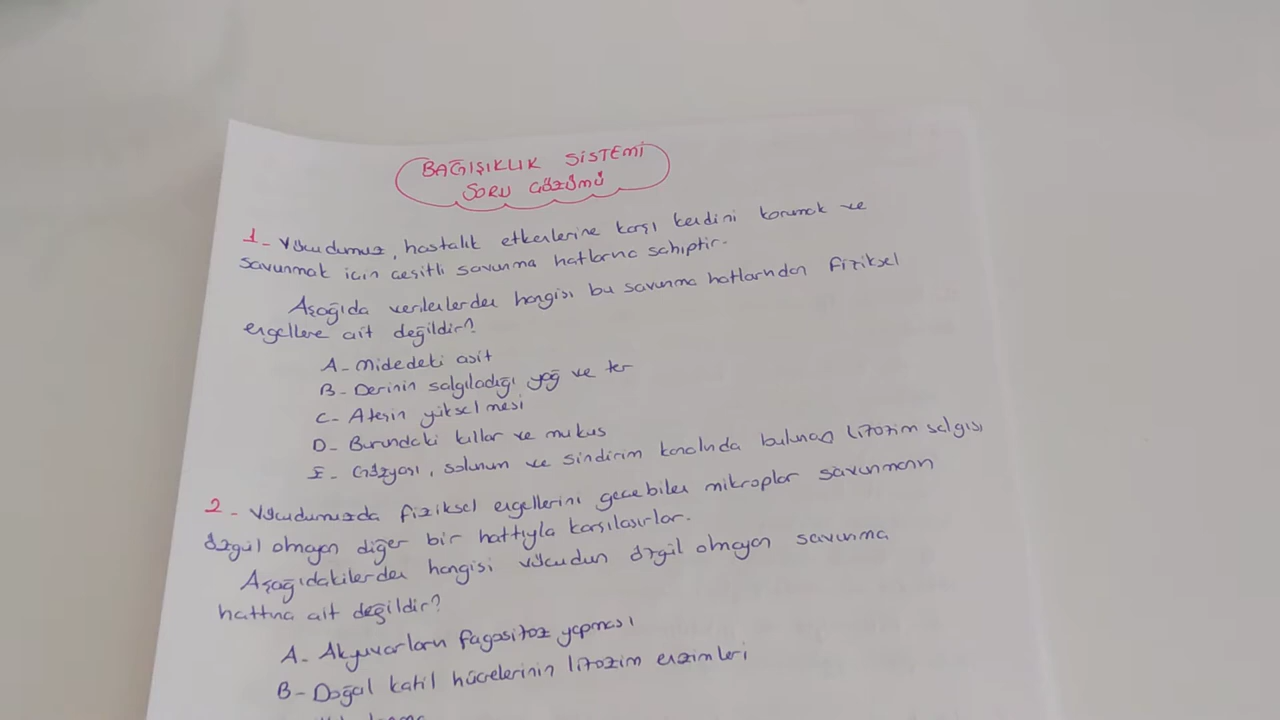 BAĞIŞIKLIK SİSTEMİ
SORU ÇÖZÜMÜ
1- Vücudumuz, hastalık etkenlerine karşı kendini korumak ve
savunmak için çeşitli savunma hatlarına sahiptir.
Aşağıda verilenlerden hangisi bu savunma hatlarından fiziksel
engellere ait değildir?
A- Midedeki asit
B- Derinin salgıladığı yağ ve ter
C- Ateşin yükselmesi
D- Burundaki kıllar ve mukus
E- Gözyaşı, solunum ve sindirim kanalında bulunan lizozim salgısı
2- Vücudumuzda fiziksel engellerini geçebilen mikroplar savunmanın
özgül olmayan diğer bir hattıyla karşılaşırlar.
Aşağıdakilerden hangisi vücudun özgül olmayan savunma
hattına ait değildir?
A- Akyuvarların fagositoz yapması
B- Doğal katil hücrelerinin lizozim enzimleri